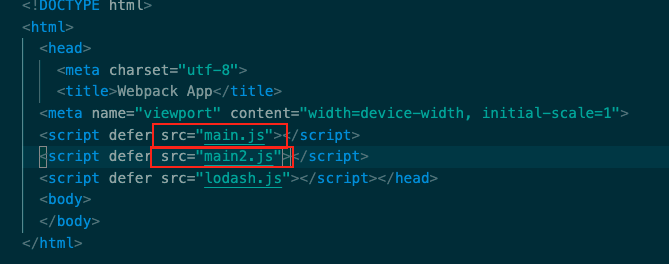 <!DOCTYPE html>
<html>
<head>
<meta charset="utf-8">
<title>Webpack App</title>
<meta name="viewport" content="width=device-width, initial-scale=1">
<script defer src="main.js"></script>
<script defer src="main2.js"></script>
<script defer src="lodash.js"></script></head>
<body>
</body>
</html>